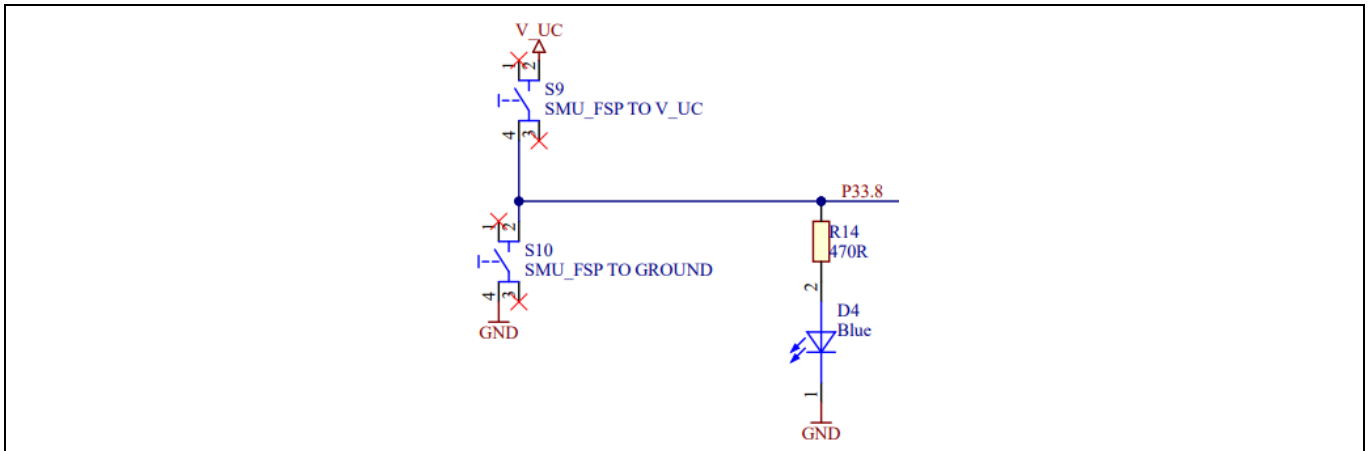 V_UC
1
2
S9
SMU_FSP TO V_UC
4
3
P33.8
1
2
S10
SMU_FSP TO GROUND
4
3
GND
R14
470R
2
D4
Blue
1
GND